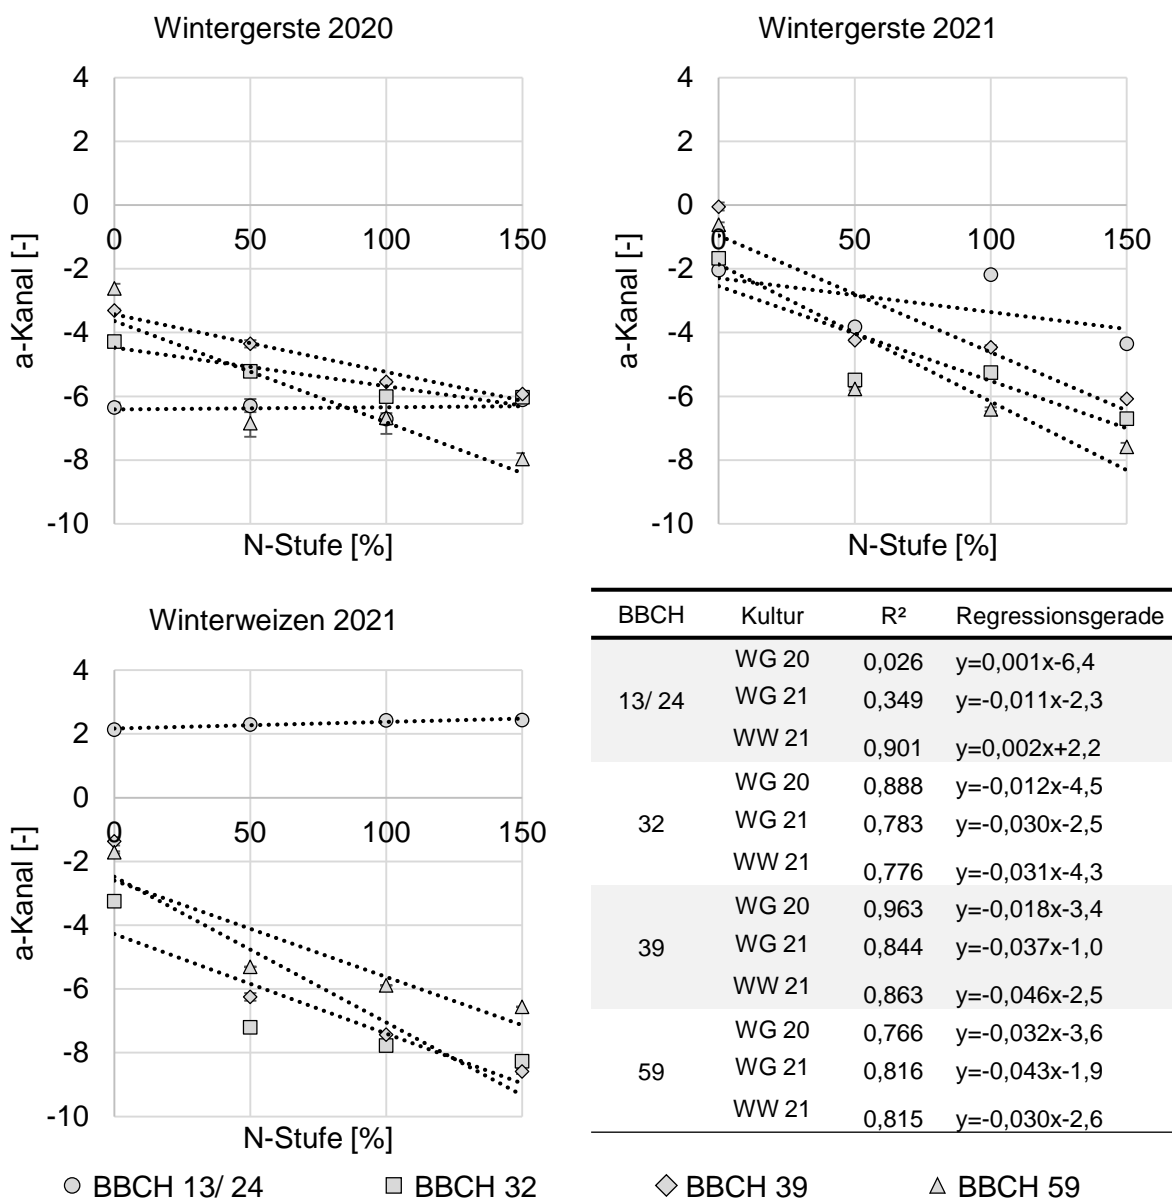 Wintergerste 2020
4
2
0
-2
-4
-6
-8
-10
0 50 100 150
a-Kanal [-]
N-Stufe [%]
Wintergerste 2021
4
2
0
-2
-4
-6
-8
-10
0 50 100 150
a-Kanal [-]
N-Stufe [%]
Winterweizen 2021
4
2
0
-2
-4
-6
-8
-10
0 50 100 150
a-Kanal [-]
N-Stufe [%]
BBCH Kultur R² Regressionsgerade
13/ 24 WG 20 0,026 y=0,001x-6,4
WG 21 0,349 y=-0,011x-2,3
WW 21 0,901 y=0,002x+2,2
32 WG 20 0,888 y=-0,012x-4,5
WG 21 0,783 y=-0,030x-2,5
WW 21 0,776 y=-0,031x-4,3
39 WG 20 0,963 y=-0,018x-3,4
WG 21 0,844 y=-0,037x-1,0
WW 21 0,863 y=-0,046x-2,5
59 WG 20 0,766 y=-0,032x-3,6
WG 21 0,816 y=-0,043x-1,9
WW 21 0,815 y=-0,030x-2,6
BBCH 13/ 24 BBCH 32 BBCH 39 BBCH 59